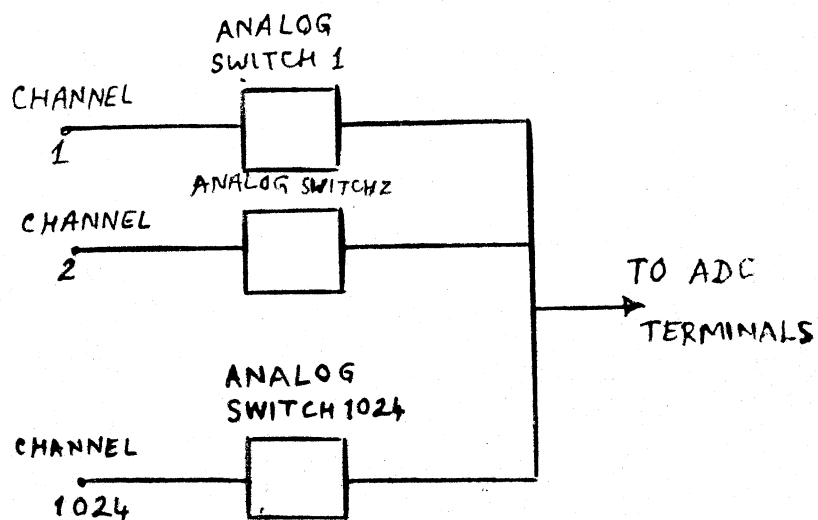 ANALOG
SWITCH 1
CHANNEL
1
ANALOG SWITCH2
CHANNEL
2
TO ADC
TERMINALS
ANALOG
SWITCH 1024
CHANNEL
1024